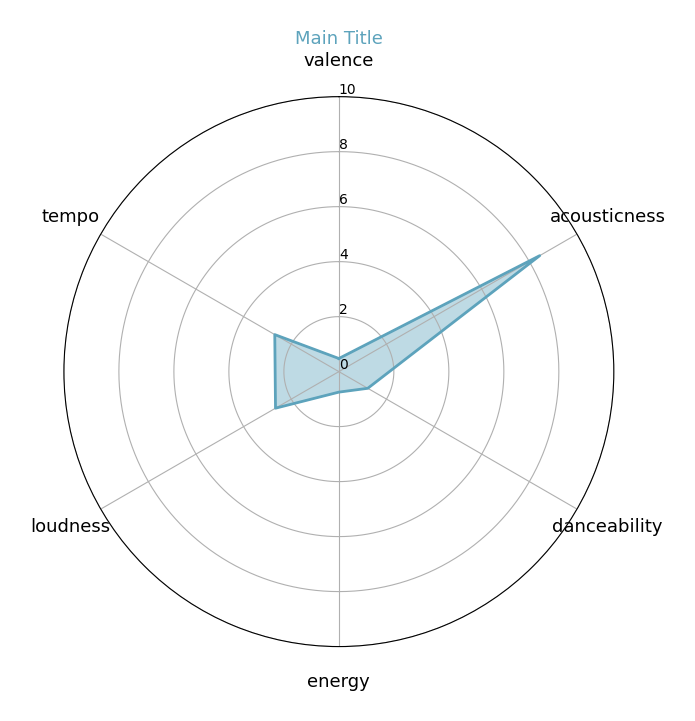 Main Title
valence
10
8
tempo
6
acousticness
4
2
0
loudness
danceability
energy